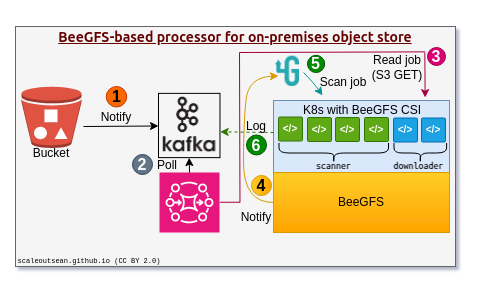 BeeGFS-based processor for on-premises object store
3
Read job
(S3 GET)
5
Scan job
1
Notify
Bucket
kafka
Log
6
K8s with BeeGFS CSI
</>
</>
</>
</>
</>
</>
scanner
downloader
2
Poll
4
Notify
BeeGFS
scaleoutsean.github.io (CC BY 2.0)